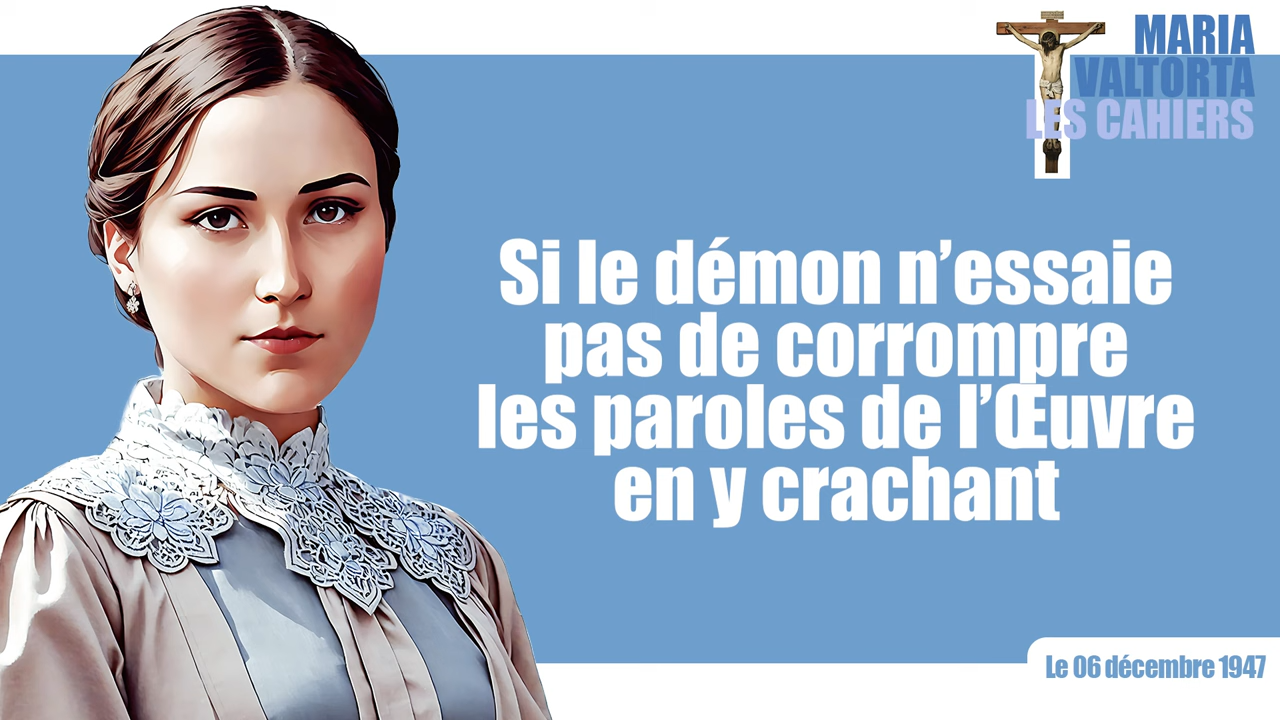 MARIA
VALTORTA
LES CAHIERS
Si le démon n’essaie
pas de corrompre
les paroles de l’Œuvre
en y crachant
Le 06 décembre 1947